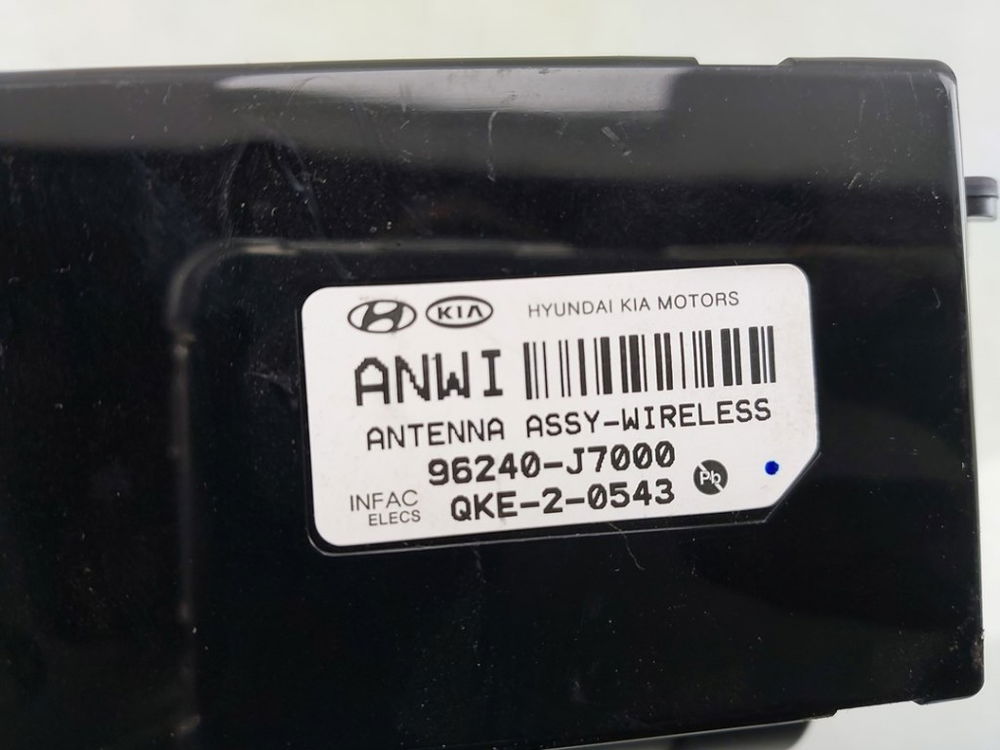 KIA HYUNDAI KIA MOTORS
ANWI
ANTENNA ASSY-WIRELESS
96240-J7000
INFAC
ELECS
QKE-2-0543
Pb